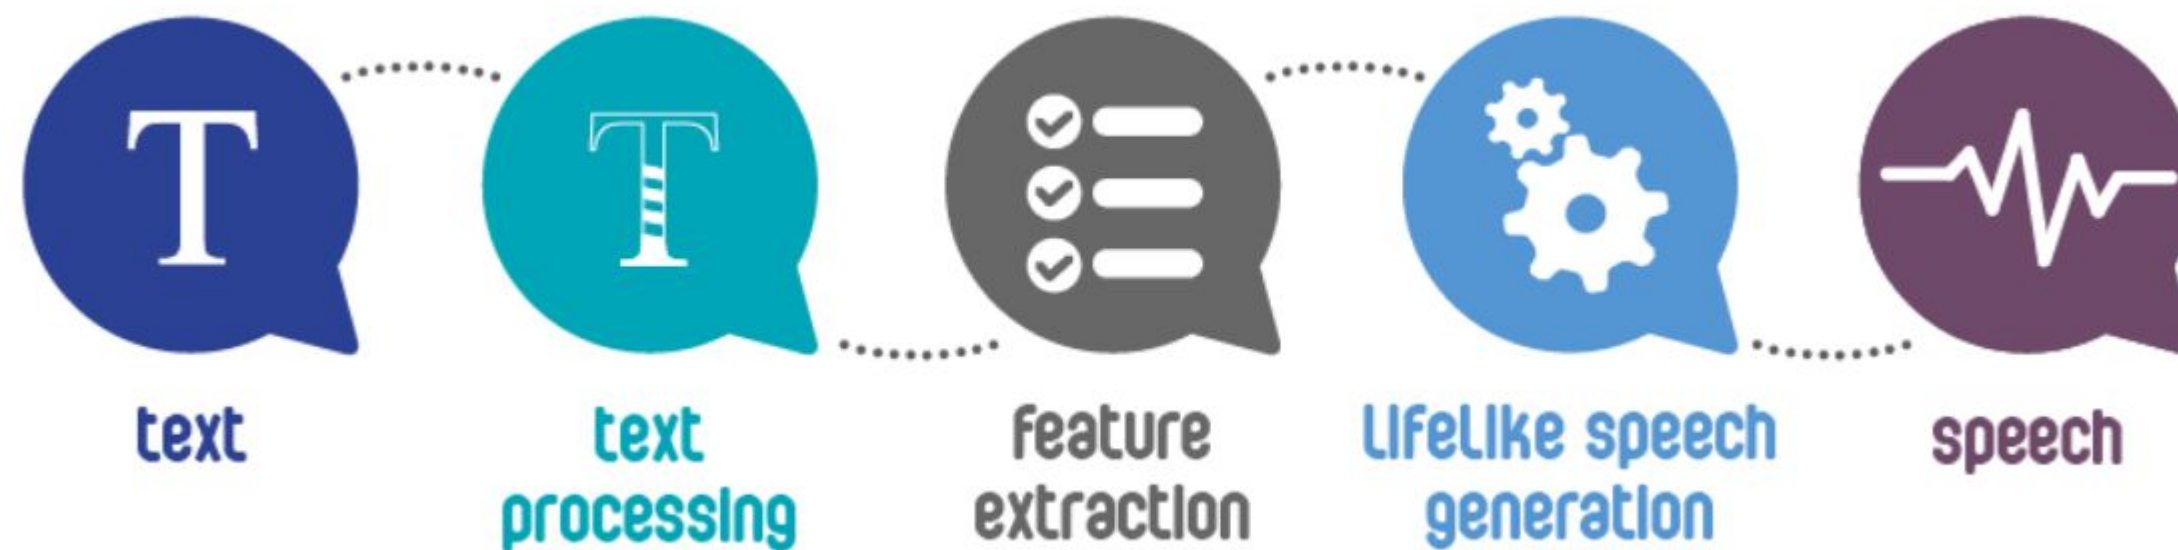 T
T
text
text
processing
feature
extraction
lifelike speech
generation
speech